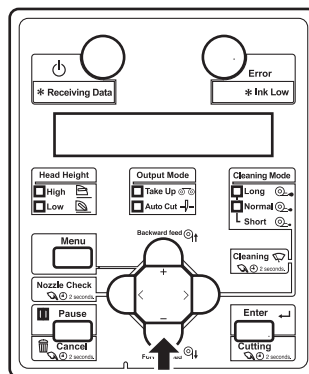 Error
* Receiving Data
* Ink Low
Head Height
High
Low
Output Mode
Take Up
Auto Cut
Cleaning Mode
Long
Normal
Short
Menu
Backward feed
+
< >
−
Cleaning
2 seconds.
Nozzle Check
2 seconds.
Pause
Cancel
2 seconds.
Enter
Cutting
2 seconds.